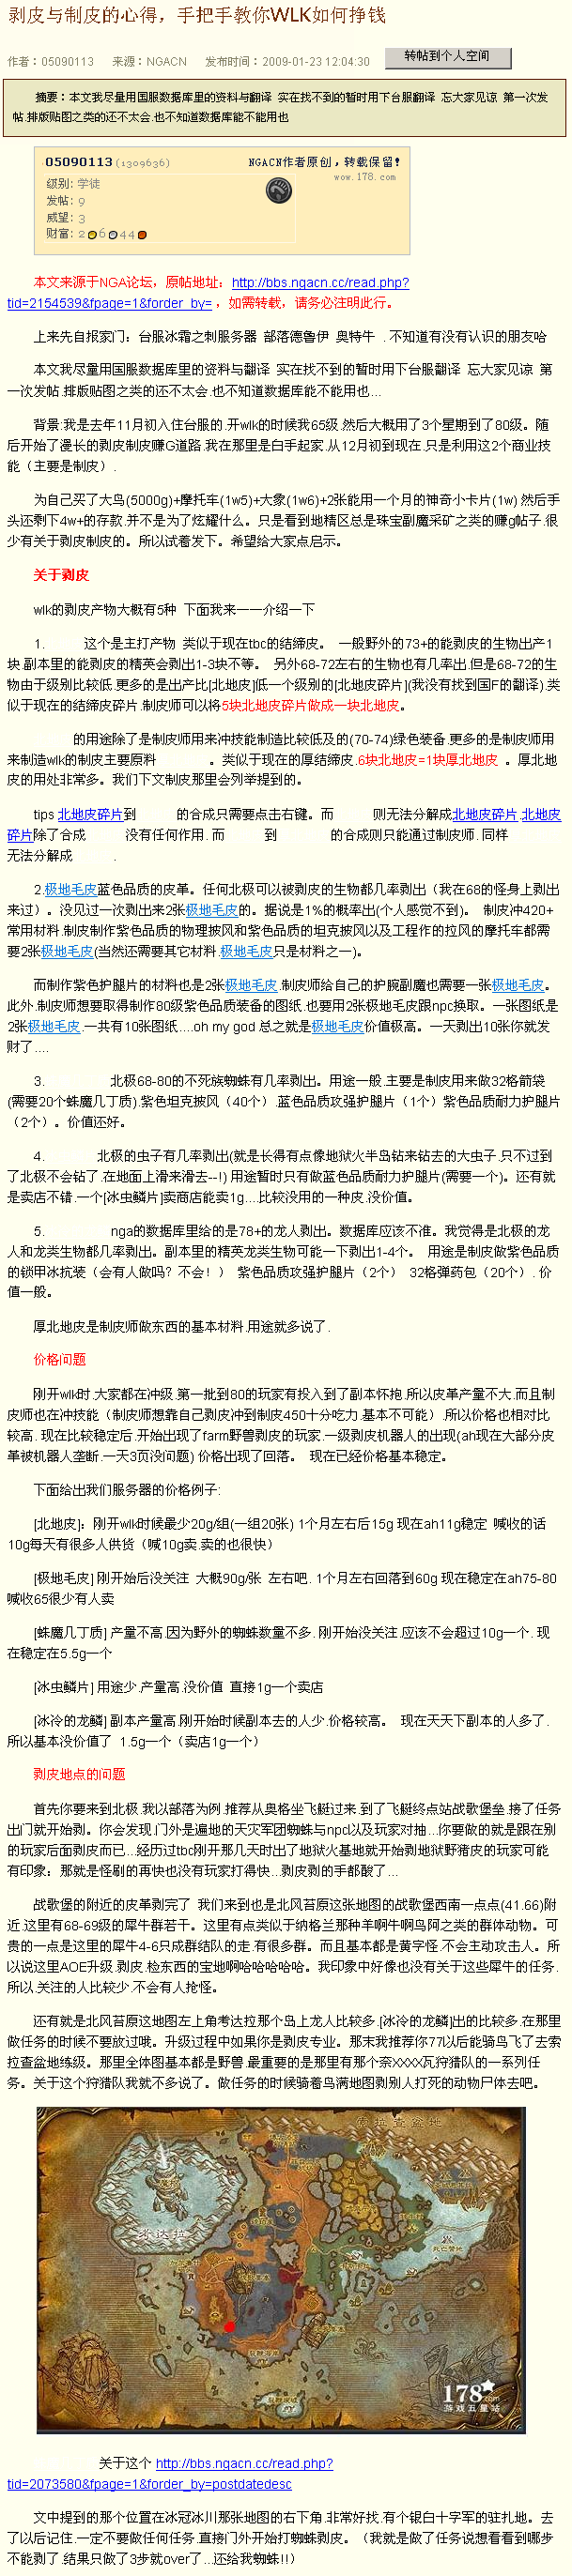 剥皮与制皮的心得，手把手教你WLK如何挣钱
作者：05090113 来源：NGACN 发布时间：2009-01-23 12:04:30 转帖到个人空间
摘要：本文我尽量用国服数据库里的资料与翻译 实在找不到的暂时用下台服翻译 忘大家见谅 第一次发
帖.排版贴图之类的还不太会.也不知道数据库能不能用也
05090113 (1309636) NGACN作者原创，转载保留!
wow.178.com
级别: 学徒
发帖: 9
威望: 3
财富: 2 6 44
本文来源于NGA论坛，原帖地址：http://bbs.ngacn.cc/read.php?
tid=2154539&fpage=1&forder_by= ，如需转载，请务必注明此行。
上来先自报家门：台服冰霜之刺服务器 部落德鲁伊 奥特牛 . 不知道有没有认识的朋友哈
本文我尽量用国服数据库里的资料与翻译 实在找不到的暂时用下台服翻译 忘大家见谅 第
一次发帖.排版贴图之类的还不太会.也不知道数据库能不能用也...
背景:我是去年11月初入住台服的.开wlk的时候我65级.然后大概用了3个星期到了80级。随
后开始了漫长的剥皮制皮赚G道路.我在那里是白手起家.从12月初到现在.只是利用这2个商业技
能（主要是制皮）.
为自己买了大鸟(5000g)+摩托车(1w5)+大象(1w6)+2张能用一个月的神奇小卡片(1w) 然后手
头还剩下4w+的存款.并不是为了炫耀什么。只是看到地精区总是珠宝副魔采矿之类的赚g帖子.很
少有关于剥皮制皮的。所以试着发下。希望给大家点启示。
关于剥皮
wlk的剥皮产物大概有5种 下面我来一一介绍一下
1. 这个是主打产物 类似于现在tbc的结缔皮。 一般野外的73+的能剥皮的生物出产1
块.副本里的能剥皮的精英会剥出1-3块不等。 另外68-72左右的生物也有几率出.但是68-72的生
物由于级别比较低.更多的是出产比[北地皮]低一个级别的[北地皮碎片](我没有找到国F的翻译).类
似于现在的结缔皮碎片.制皮师可以将5块北地皮碎片做成一块北地皮。
的用途除了是制皮师用来冲技能制造比较低及的(70-74)绿色装备.更多的是制皮师用
来制造wlk的制皮主要原料 。类似于现在的厚结缔皮.6块北地皮=1块厚北地皮 。厚北地
皮的用处非常多。我们下文制皮那里会列举提到的。
tips 北地皮碎片到 的合成只需要点击右键。而 则无法分解成北地皮碎片.北地皮
碎片除了合成 没有任何作用. 而 到 的合成则只能通过制皮师. 同样
无法分解成 .
2.极地毛皮蓝色品质的皮革。任何北极可以被剥皮的生物都几率剥出（我在68的怪身上剥出
来过）。没见过一次剥出来2张极地毛皮的。据说是1%的概率出(个人感觉不到)。 制皮冲420+
常用材料.制皮制作紫色品质的物理披风和紫色品质的坦克披风以及工程作的拉风的摩托车都需
要2张极地毛皮(当然还需要其它材料.极地毛皮只是材料之一)。
而制作紫色护腿片的材料也是2张极地毛皮.制皮师给自己的护腕副魔也需要一张极地毛皮。
此外.制皮师想要取得制作80级紫色品质装备的图纸.也要用2张极地毛皮跟npc换取。一张图纸是
2张极地毛皮.一共有10张图纸....oh my god 总之就是极地毛皮价值极高。一天剥出10张你就发
财了....
3. 北极68-80的不死族蜘蛛有几率剥出。用途一般.主要是制皮用来做32格箭袋
(需要20个蛛魔几丁质).紫色坦克披风（40个）.蓝色品质攻强护腿片（1个）紫色品质耐力护腿片
（2个）。价值还好。
4. 北极的虫子有几率剥出(就是长得有点像地狱火半岛钻来钻去的大虫子.只不过到
了北极不会钻了.在地面上滑来滑去--!) 用途暂时只有做蓝色品质耐力护腿片(需要一个)。还有就
是卖店不错.一个[冰虫鳞片]卖商店能卖1g....比较没用的一种皮.没价值。
5. nga的数据库里给的是78+的龙人剥出。数据库应该不准。我觉得是北极的龙
人和龙类生物都几率剥出。副本里的精英龙类生物可能一下剥出1-4个。 用途是制皮做紫色品质
的锁甲冰抗装（会有人做吗？不会！） 紫色品质攻强护腿片（2个） 32格弹药包（20个）. 价
值一般。
厚北地皮是制皮师做东西的基本材料.用途就多说了.
价格问题
刚开wlk时.大家都在冲级.第一批到80的玩家有投入到了副本怀抱.所以皮革产量不大.而且制
皮师也在冲技能（制皮师想靠自己剥皮冲到制皮450十分吃力.基本不可能）.所以价格也相对比
较高. 现在比较稳定后.开始出现了farm野兽剥皮的玩家.一级剥皮机器人的出现(ah现在大部分皮
革被机器人垄断.一天3页没问题) 价格出现了回落。 现在已经价格基本稳定。
下面给出我们服务器的价格例子:
[北地皮]：刚开wlk时候最少20g/组(一组20张) 1个月左右后15g 现在ah11g稳定 喊收的话
10g每天有很多人供货（喊10g卖.卖的也很快）
[极地毛皮] 刚开始后没关注 大概90g/张 左右吧. 1个月左右回落到60g 现在稳定在ah75-80
喊收65很少有人卖
[蛛魔几丁质] 产量不高.因为野外的蜘蛛数量不多. 刚开始没关注.应该不会超过10g一个. 现
在稳定在5.5g一个
[冰虫鳞片] 用途少.产量高.没价值 直接1g一个卖店
[冰冷的龙鳞] 副本产量高.刚开始时候副本去的人少.价格较高。 现在天天下副本的人多了.
所以基本没价值了 1.5g一个（卖店1g一个）
剥皮地点的问题
首先你要来到北极.我以部落为例.推荐从奥格坐飞艇过来.到了飞艇终点站战歌堡垒.接了任务
出门就开始剥。你会发现.门外是遍地的天灾军团蜘蛛与npc以及玩家对抽...你要做的就是跟在别
的玩家后面剥皮而已...经历过tbc刚开那几天时出了地狱火基地就开始剥地狱野猪皮的玩家可能
有印象：那就是怪刷的再快也没有玩家打得快...剥皮剥的手都酸了...
战歌堡的附近的皮革剥完了 我们来到也是北风苔原这张地图的战歌堡西南一点点(41.66)附
近.这里有68-69级的犀牛群若干。这里有点类似于纳格兰那种羊啊牛啊鸟阿之类的群体动物。可
贵的一点是这里的犀牛4-6只成群结队的走.有很多群。而且基本都是黄字怪.不会主动攻击人。所
以说这里AOE升级.剥皮.检东西的宝地啊哈哈哈哈哈。我印象中好像也没有关于这些犀牛的任务.
所以.关注的人比较少.不会有人抢怪。
还有就是北风苔原这地图左上角考达拉那个岛上龙人比较多.[冰冷的龙鳞]出的比较多.在那里
做任务的时候不要放过哦。升级过程中如果你是剥皮专业。那末我推荐你77以后能骑鸟飞了去索
拉查盆地练级。那里全体图基本都是野兽.最重要的是那里有那个奈XXXX瓦狩猎队的一系列任
务。关于这个狩猎队我就不多说了。做任务的时候骑着鸟满地图剥别人打死的动物尸体去吧。
索拉查盆地
考达拉
178.com
游戏五星站
关于这个 http://bbs.ngacn.cc/read.php?
tid=2073580&fpage=1&forder_by=postdatedesc
文中提到的那个位置在冰冠冰川那张地图的右下角.非常好找.有个银白十字军的驻扎地。去
了以后记住.一定不要做任何任务.直接门外开始打蜘蛛剥皮。（我就是做了任务说想看看到哪步
不能剥了.结果只做了3步就over了...还给我蜘蛛!!）